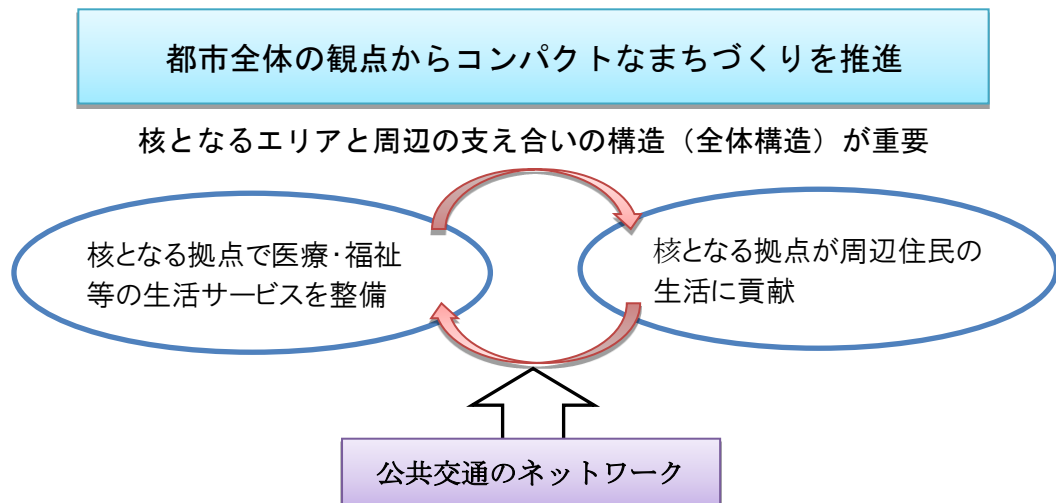 都市全体の観点からコンパクトなまちづくりを推進
核となるエリアと周辺の支え合いの構造（全体構造）が重要
核となる拠点で医療・福祉
等の生活サービスを整備
核となる拠点が周辺住民の
生活に貢献
公共交通のネットワーク